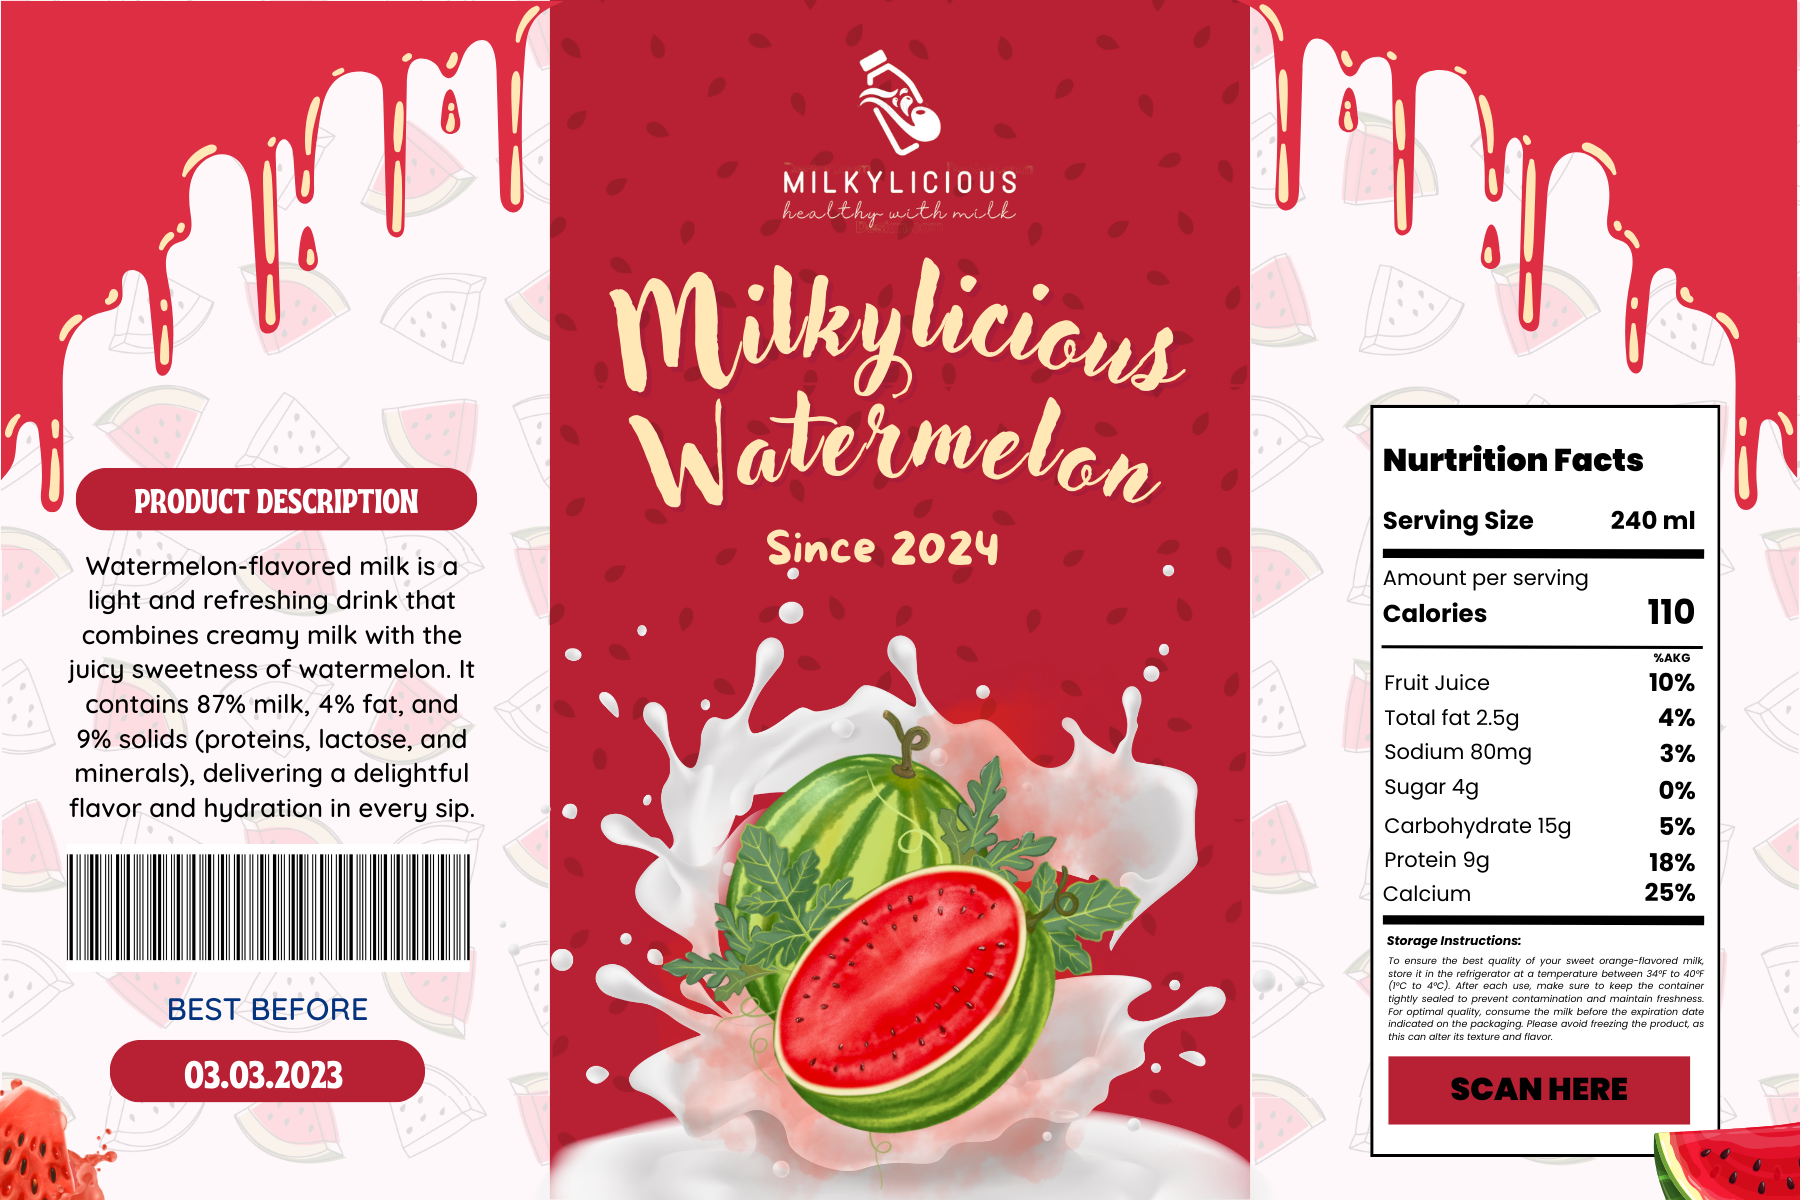 PRODUCT DESCRIPTION
Watermelon-flavored milk is a
light and refreshing drink that
combines creamy milk with the
juicy sweetness of watermelon. It
contains 87% milk, 4% fat, and
9% solids (proteins, lactose, and
minerals), delivering a delightful
flavor and hydration in every sip.
BEST BEFORE
03.03.2023
MILKYLICIOUS
healthy with milk
Milkylicious
Watermelon
Since 2024
Nurtrition Facts
Serving Size 240 ml
Amount per serving
Calories 110
%AKG
Fruit Juice 10%
Total fat 2.5g 4%
Sodium 80mg 3%
Sugar 4g 0%
Carbohydrate 15g 5%
Protein 9g 18%
Calcium 25%
Storage Instructions:
To ensure the best quality of your sweet orange-flavored milk,
store it in the refrigerator at a temperature between 34°F to 40°F
(1°C to 4°C). After each use, make sure to keep the container
tightly sealed to prevent contamination and maintain freshness.
For optimal quality, consume the milk before the expiration date
indicated on the packaging. Please avoid freezing the product, as
this can alter its texture and flavor.
SCAN HERE